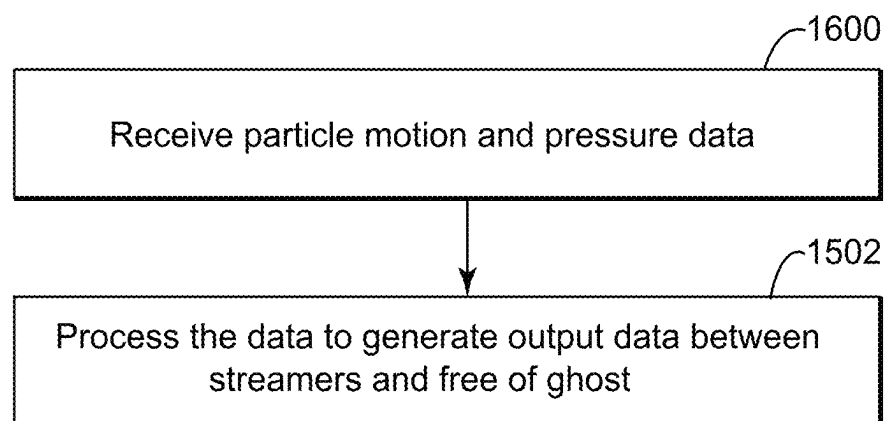 1600
Receive particle motion and pressure data
1502
Process the data to generate output data between
streamers and free of ghost